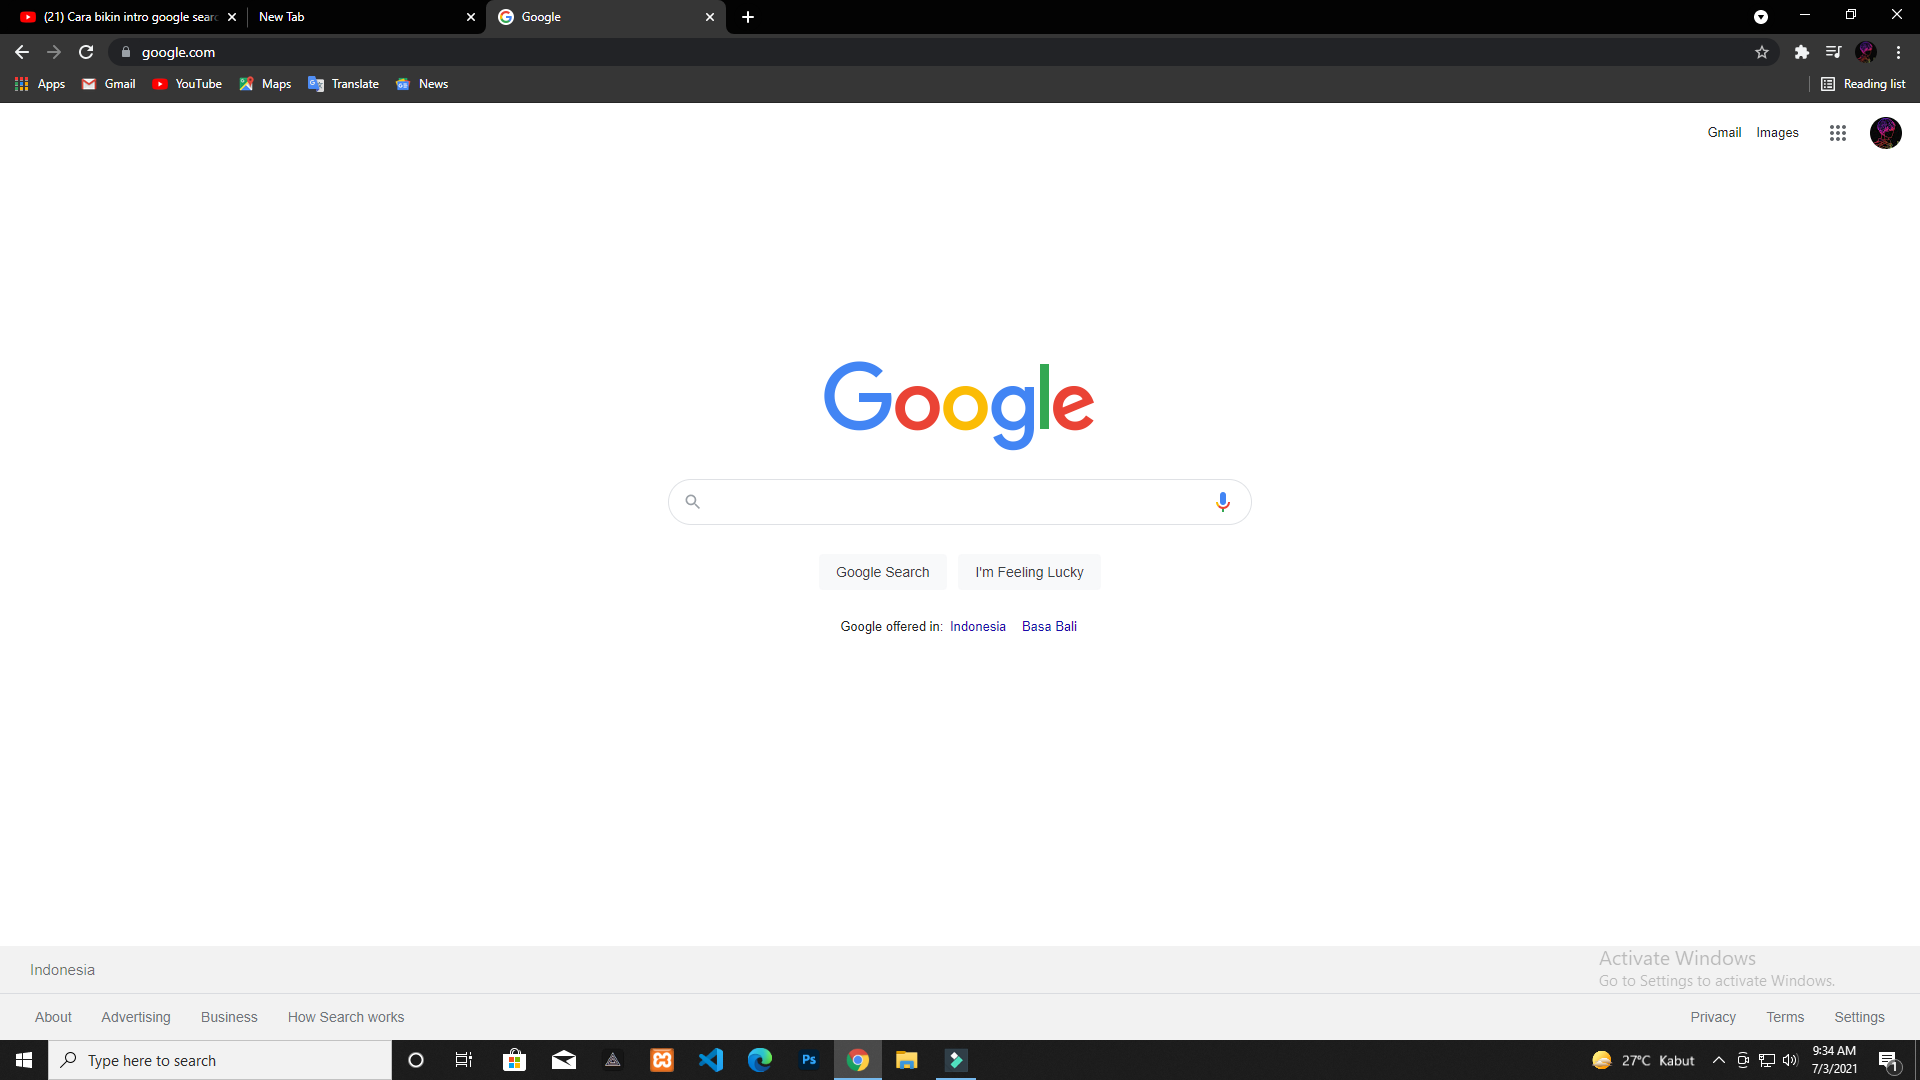 (21) Cara bikin intro google sear
New Tab
Google
google.com
Apps
Gmail
YouTube
Maps
Translate
News
Reading list
Gmail Images
Google
Google Search
I'm Feeling Lucky
Google offered in: Indonesia Basa Bali
Indonesia
Activate Windows
Go to Settings to activate Windows.
About Advertising Business How Search works
Privacy Terms Settings
Type here to search
Ps
27°C Kabut
9:34 AM
7/3/2021
1